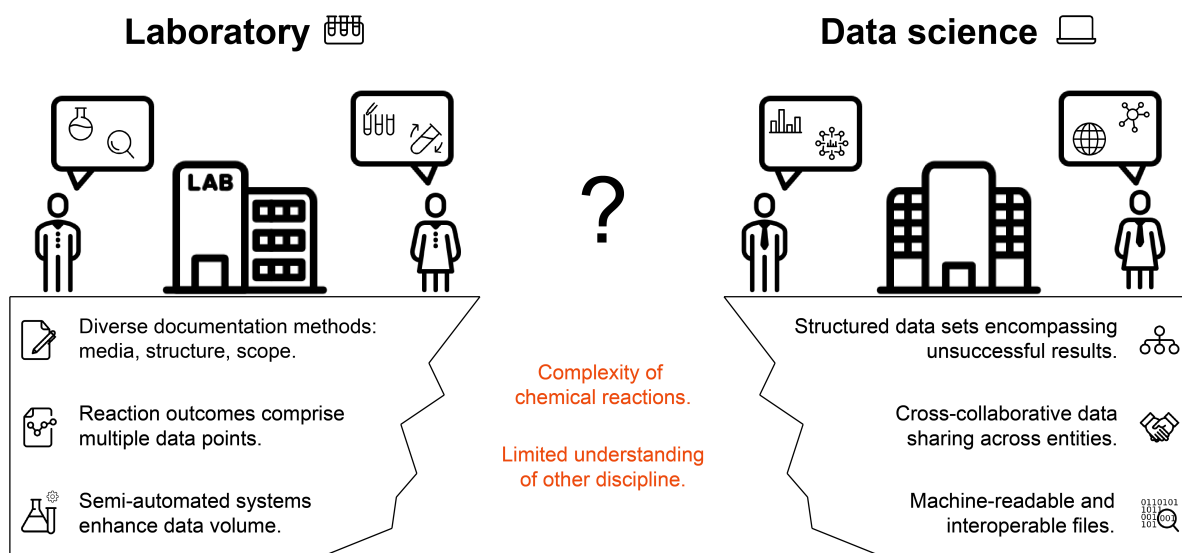 Laboratory
Data science
LAB
?
Diverse documentation methods:
media, structure, scope.
Reaction outcomes comprise
multiple data points.
Semi-automated systems
enhance data volume.
Complexity of
chemical reactions.
Limited understanding
of other discipline.
Structured data sets encompassing
unsuccessful results.
Cross-collaborative data
sharing across entities.
Machine-readable and
interoperable files.
0110101
1011
001 001
101